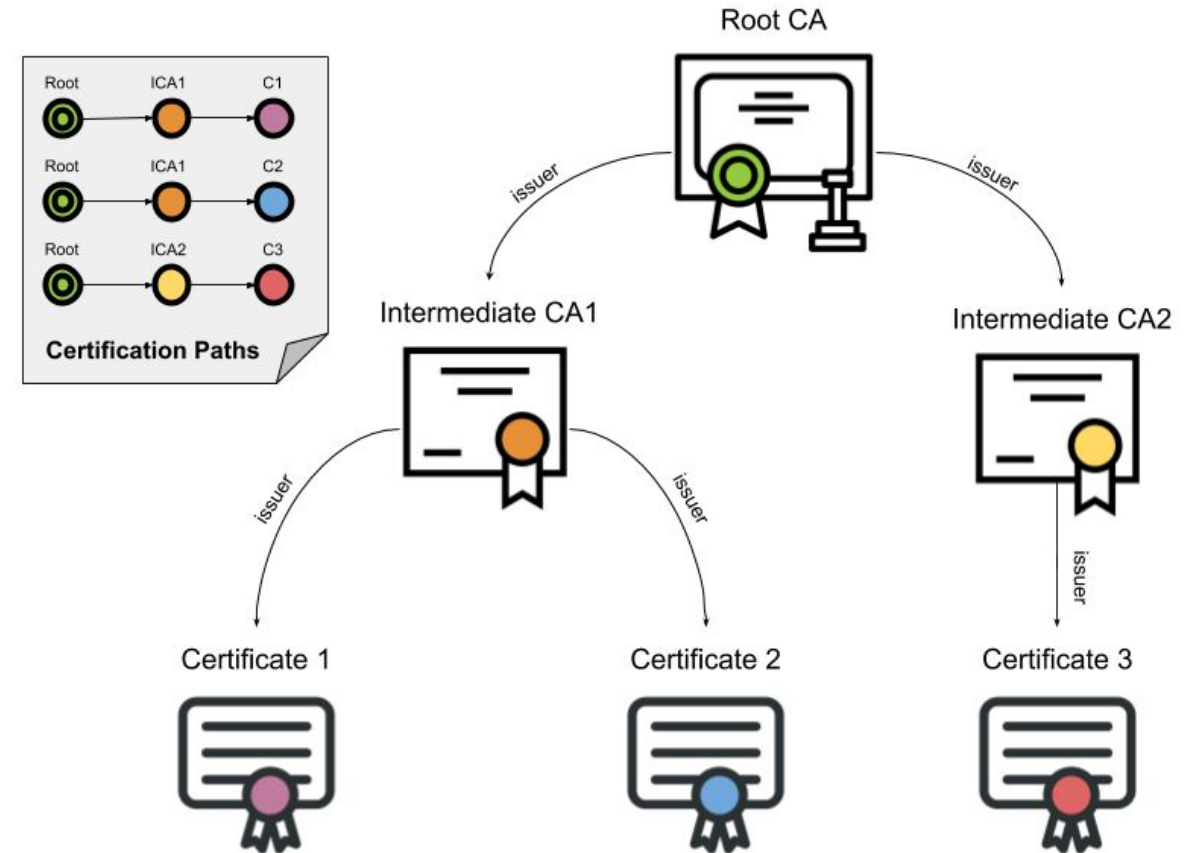 Root CA
Root ICA1 C1
Root ICA1 C2
Root ICA2 C3
Certification Paths
issuer
issuer
Intermediate CA1
Intermediate CA2
issuer
issuer
issuer
Certificate 1
Certificate 2
Certificate 3